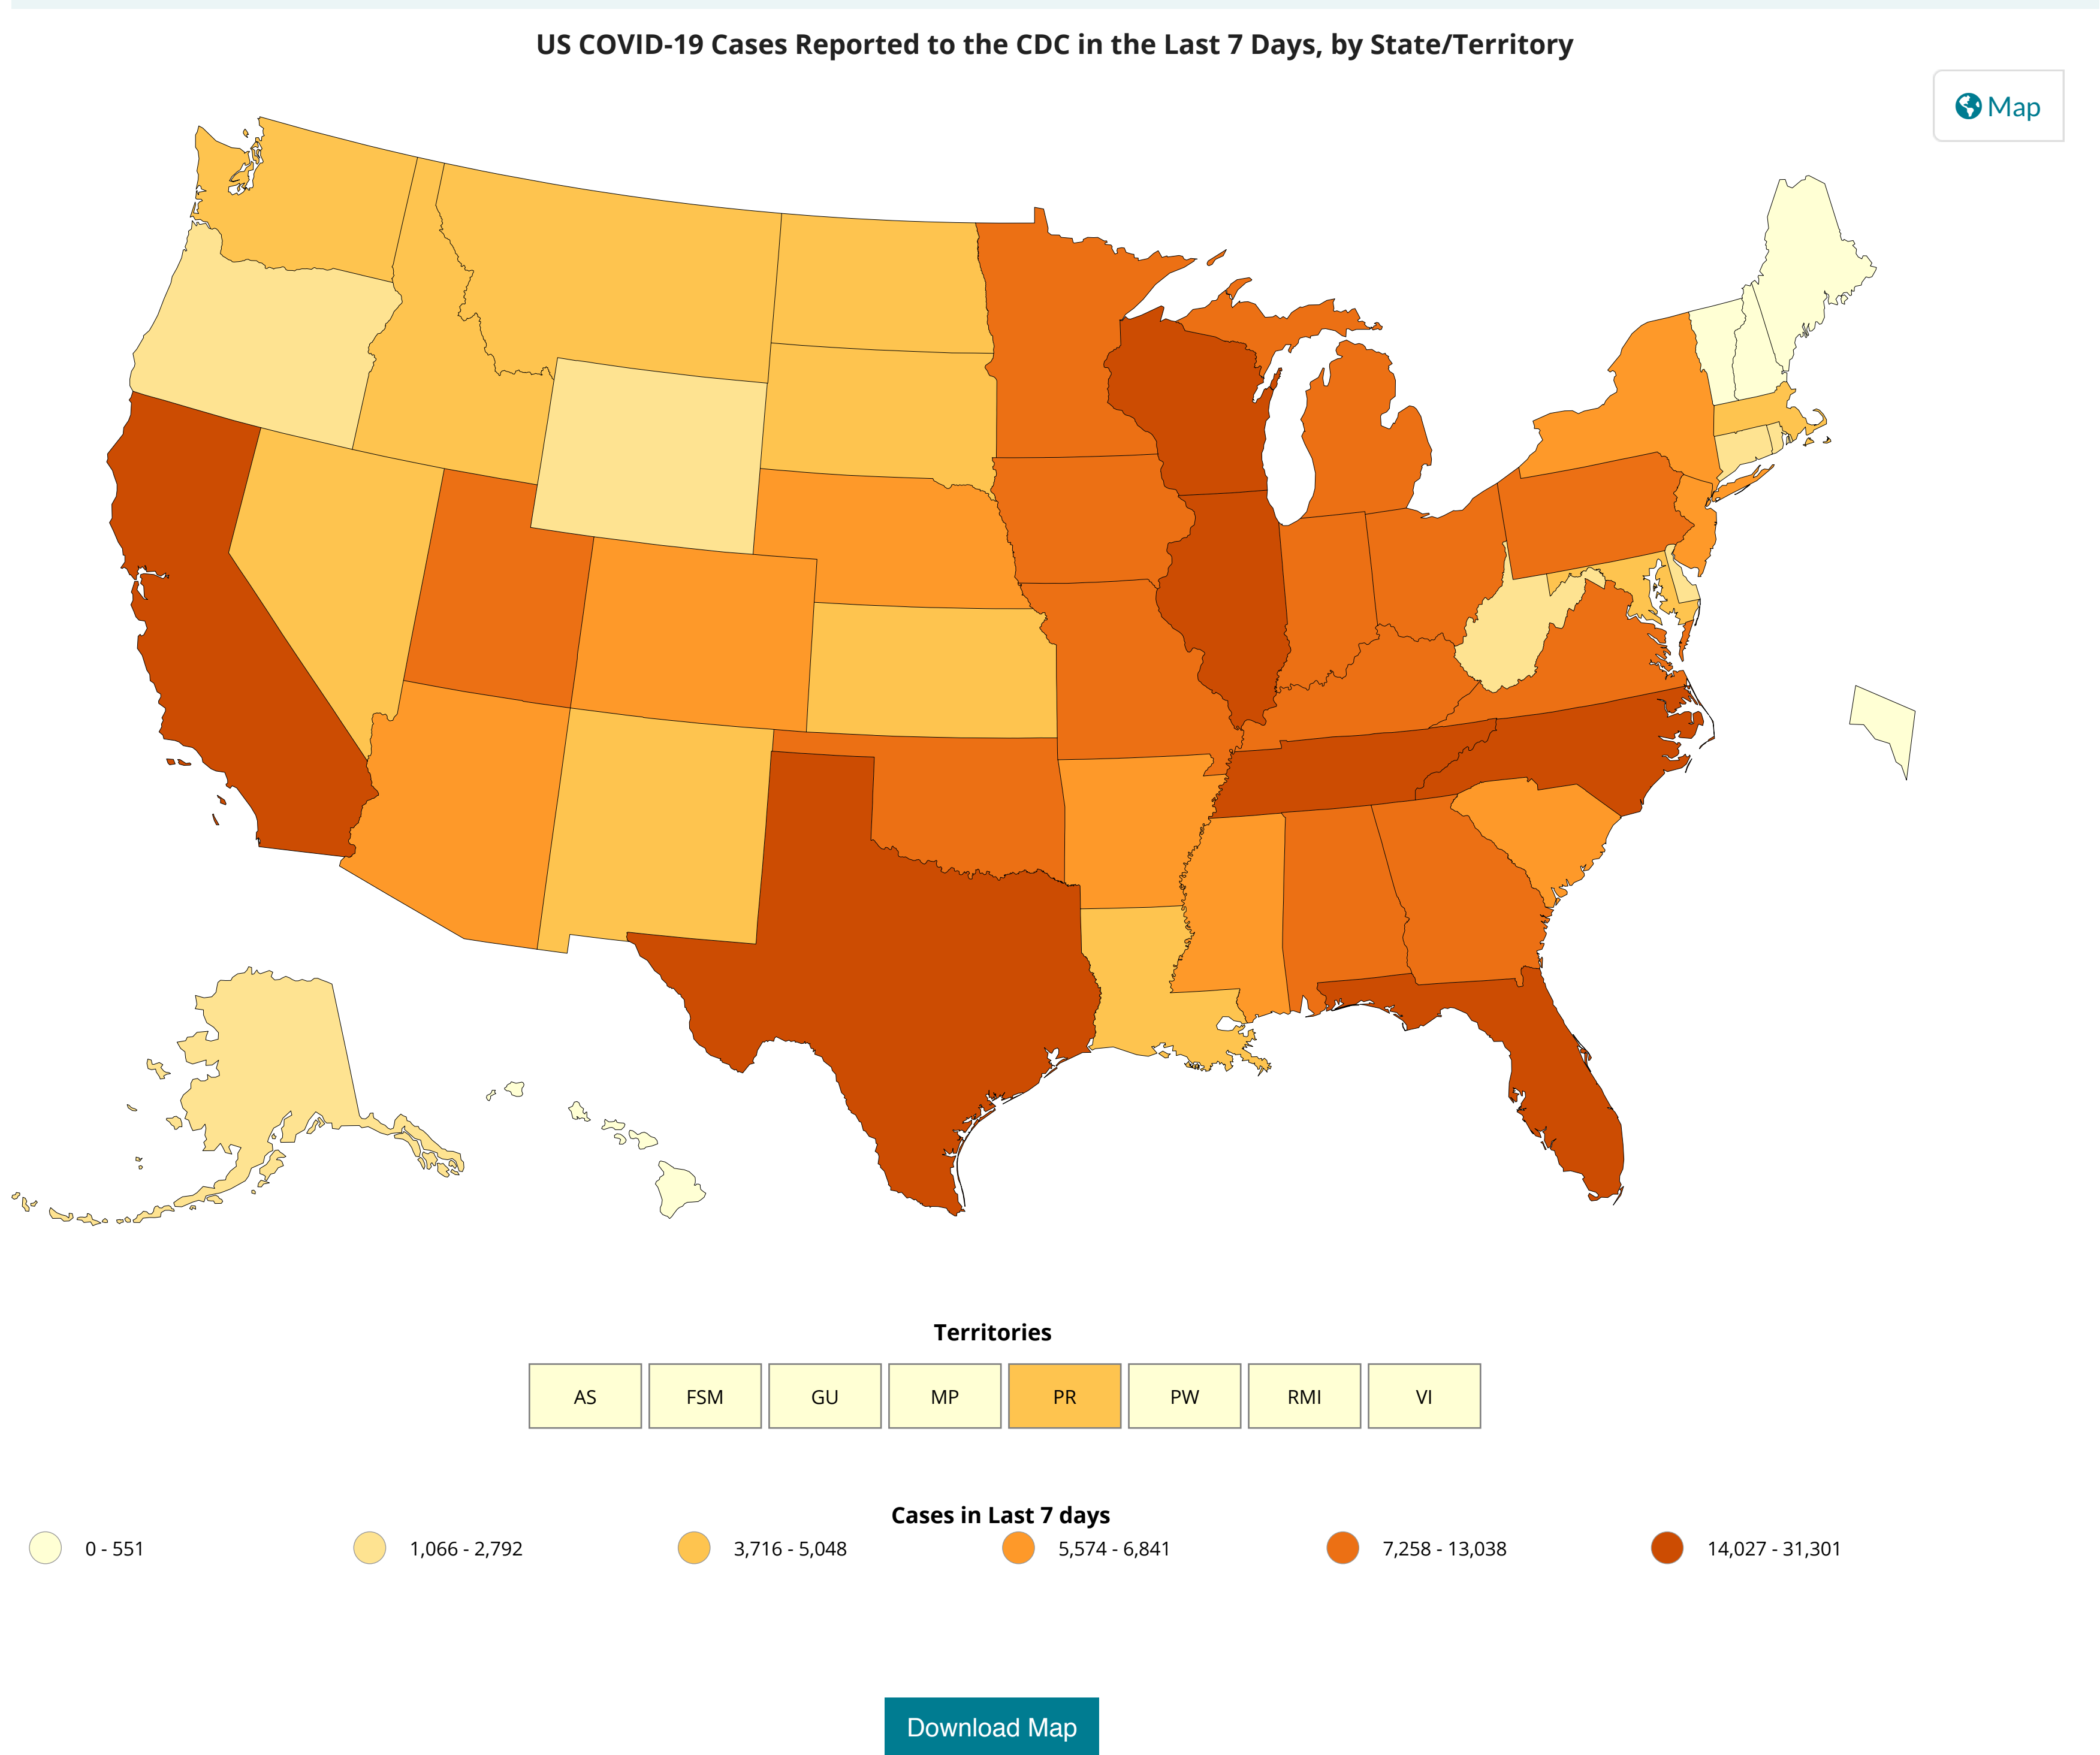 US COVID-19 Cases Reported to the CDC in the Last 7 Days, by State/Territory
Map
Territories
AS FSM GU MP PR PW RMI VI
Cases in Last 7 days
0 - 551 1,066 - 2,792 3,716 - 5,048 5,574 - 6,841 7,258 - 13,038 14,027 - 31,301
Download Map